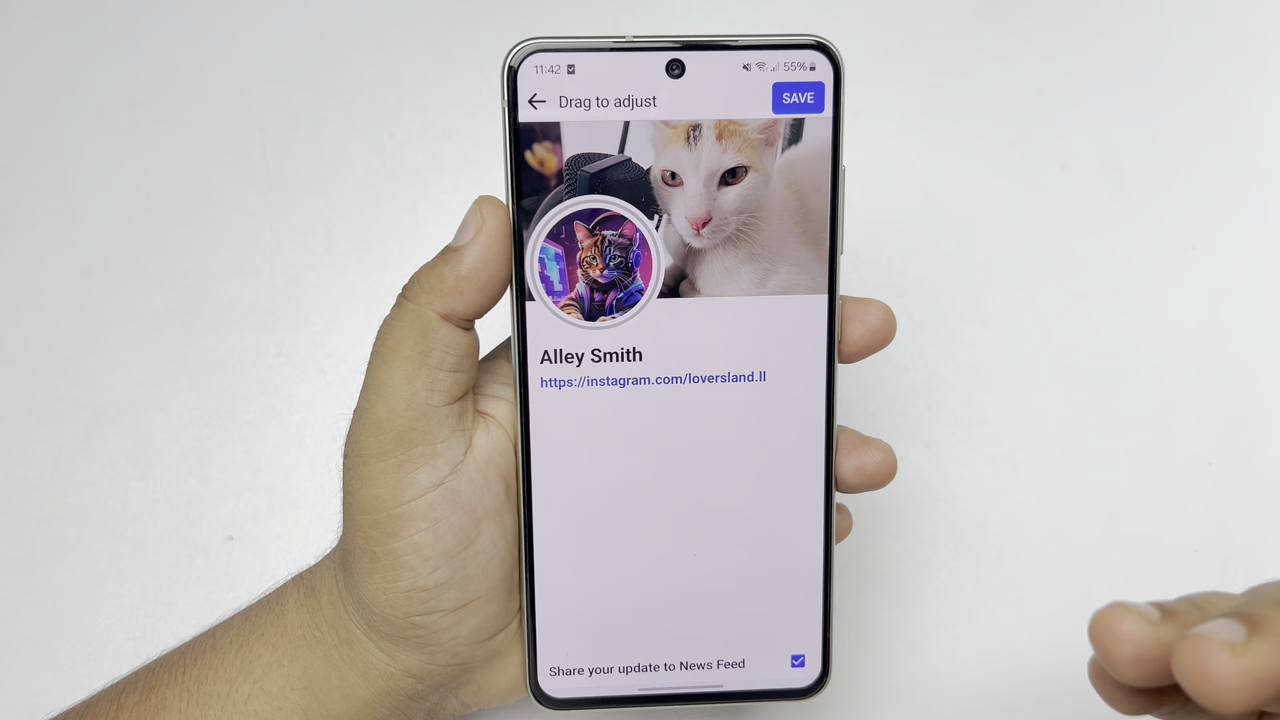 11:42 55%
Drag to adjust SAVE
Alley Smith
https://instagram.com/loversland.ll
Share your update to News Feed